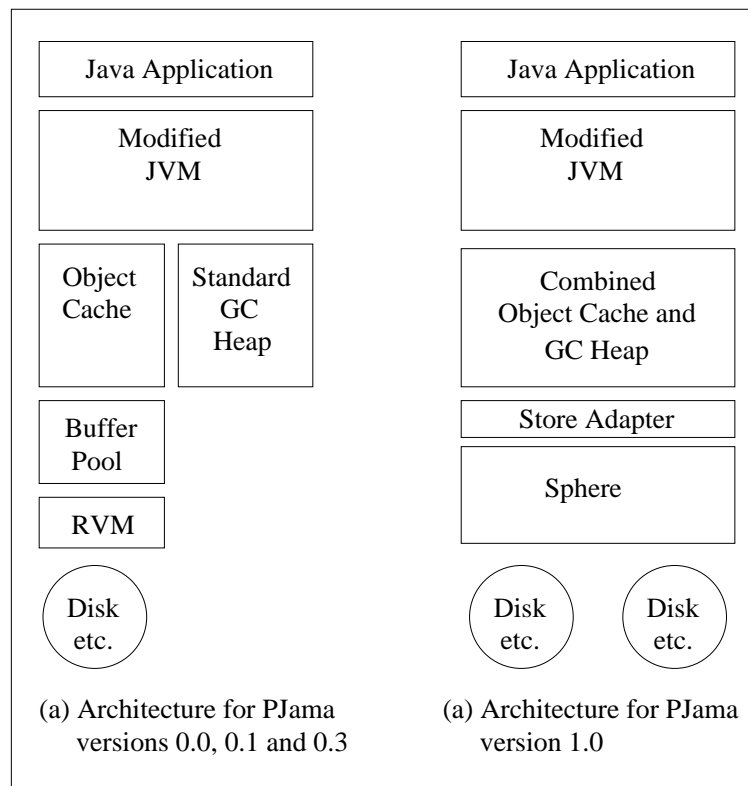 Java Application
Modified
JVM
Object
Cache
Standard
GC
Heap
Buffer
Pool
RVM
Disk
etc.
(a) Architecture for PJama
versions 0.0, 0.1 and 0.3
Java Application
Modified
JVM
Combined
Object Cache and
GC Heap
Store Adapter
Sphere
Disk
etc.
Disk
etc.
(a) Architecture for PJama
version 1.0